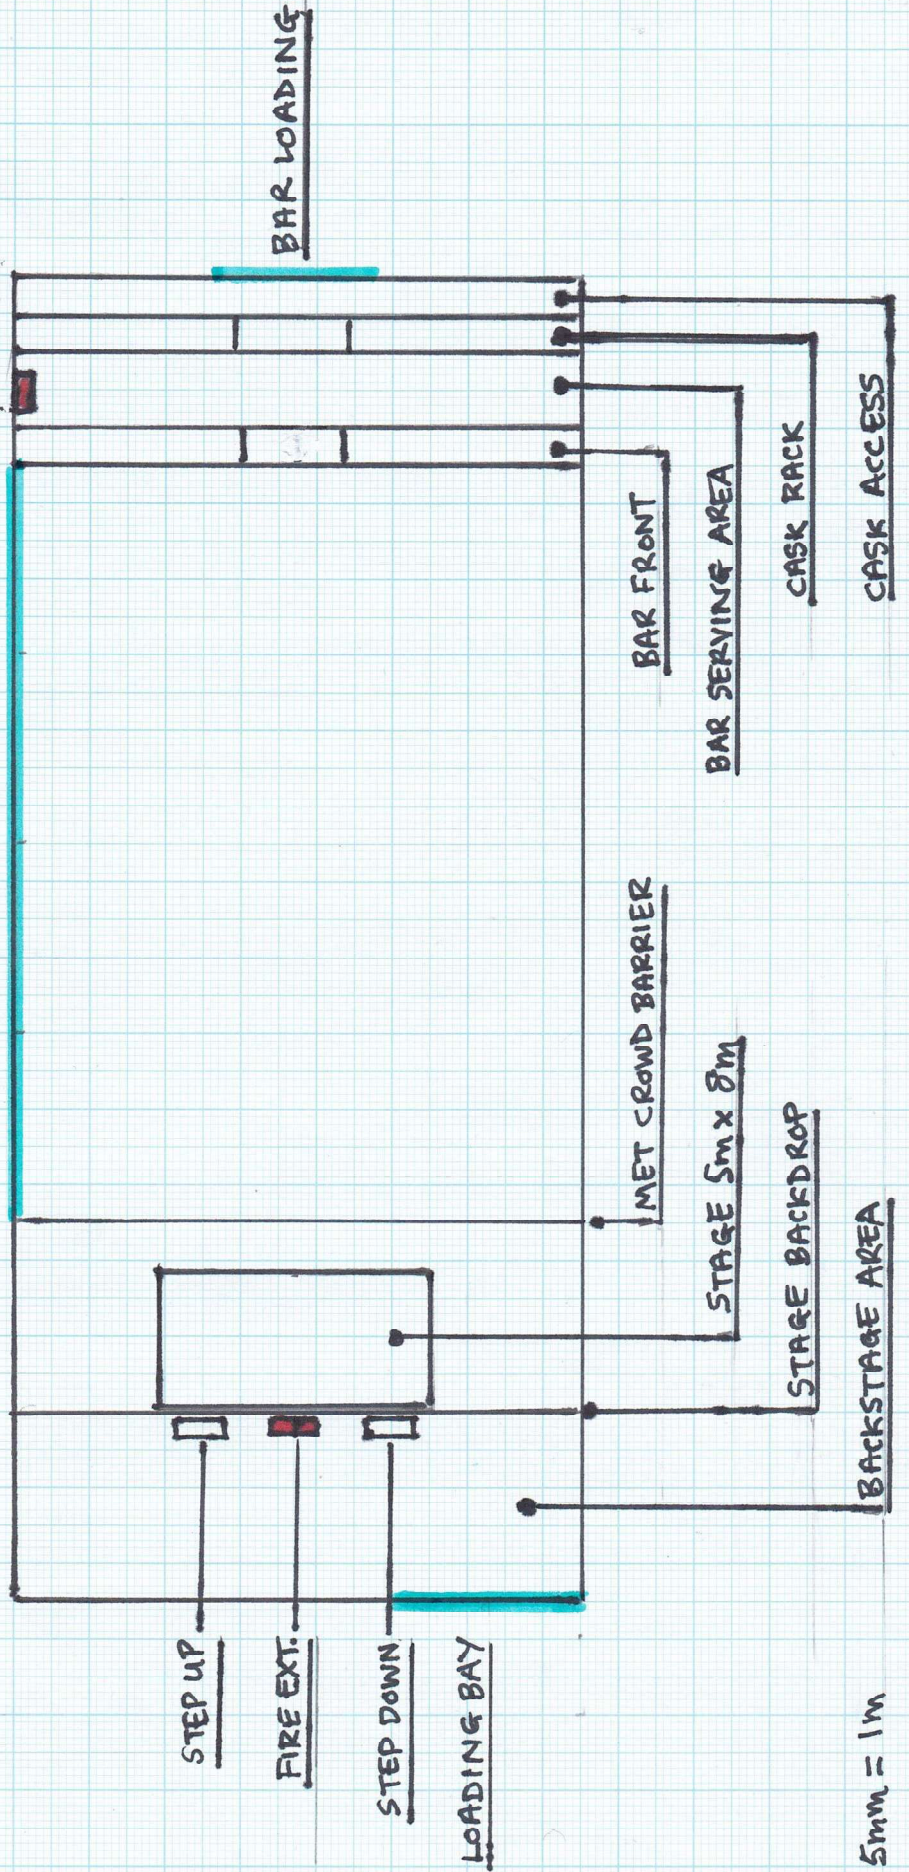 BAR LOADING
STEP UP
FIRE EXT.
STEP DOWN
LOADING BAY
BAR FRONT
BAR SERVING AREA
CASK RACK
CASK ACCESS
MET CROWD BARRIER
STAGE 5m x 8m
STAGE BACKDROP
BACKSTAGE AREA
5mm = 1m